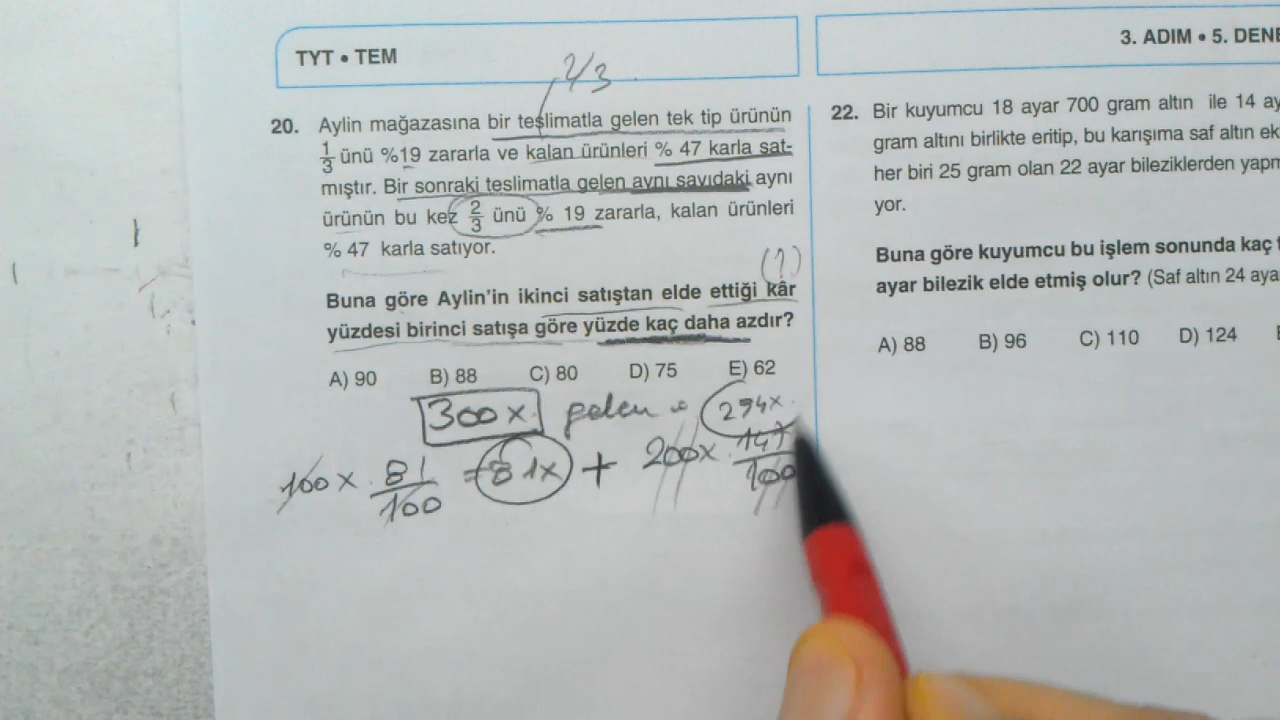 TYT • TEM
3. ADIM • 5. DENE
2/3
20. Aylin mağazasına bir teslimatla gelen tek tip ürünün
1/3 ünü %19 zararla ve kalan ürünleri % 47 karla sat-
mıştır. Bir sonraki teslimatla gelen aynı sayıdaki aynı
ürünün bu kez 2/3 ünü % 19 zararla, kalan ürünleri
% 47 karla satıyor.
(?)
Buna göre Aylin'in ikinci satıştan elde ettiği kâr
yüzdesi birinci satışa göre yüzde kaç daha azdır?
A) 90 B) 88 C) 80 D) 75 E) 62
300x gelen 294x
100x . 81/100 = 81x + 200x . 147/100
22. Bir kuyumcu 18 ayar 700 gram altın ile 14 ay
gram altını birlikte eritip, bu karışıma saf altın ek
her biri 25 gram olan 22 ayar bileziklerden yapm
yor.
Buna göre kuyumcu bu işlem sonunda kaç t
ayar bilezik elde etmiş olur? (Saf altın 24 aya
A) 88 B) 96 C) 110 D) 124